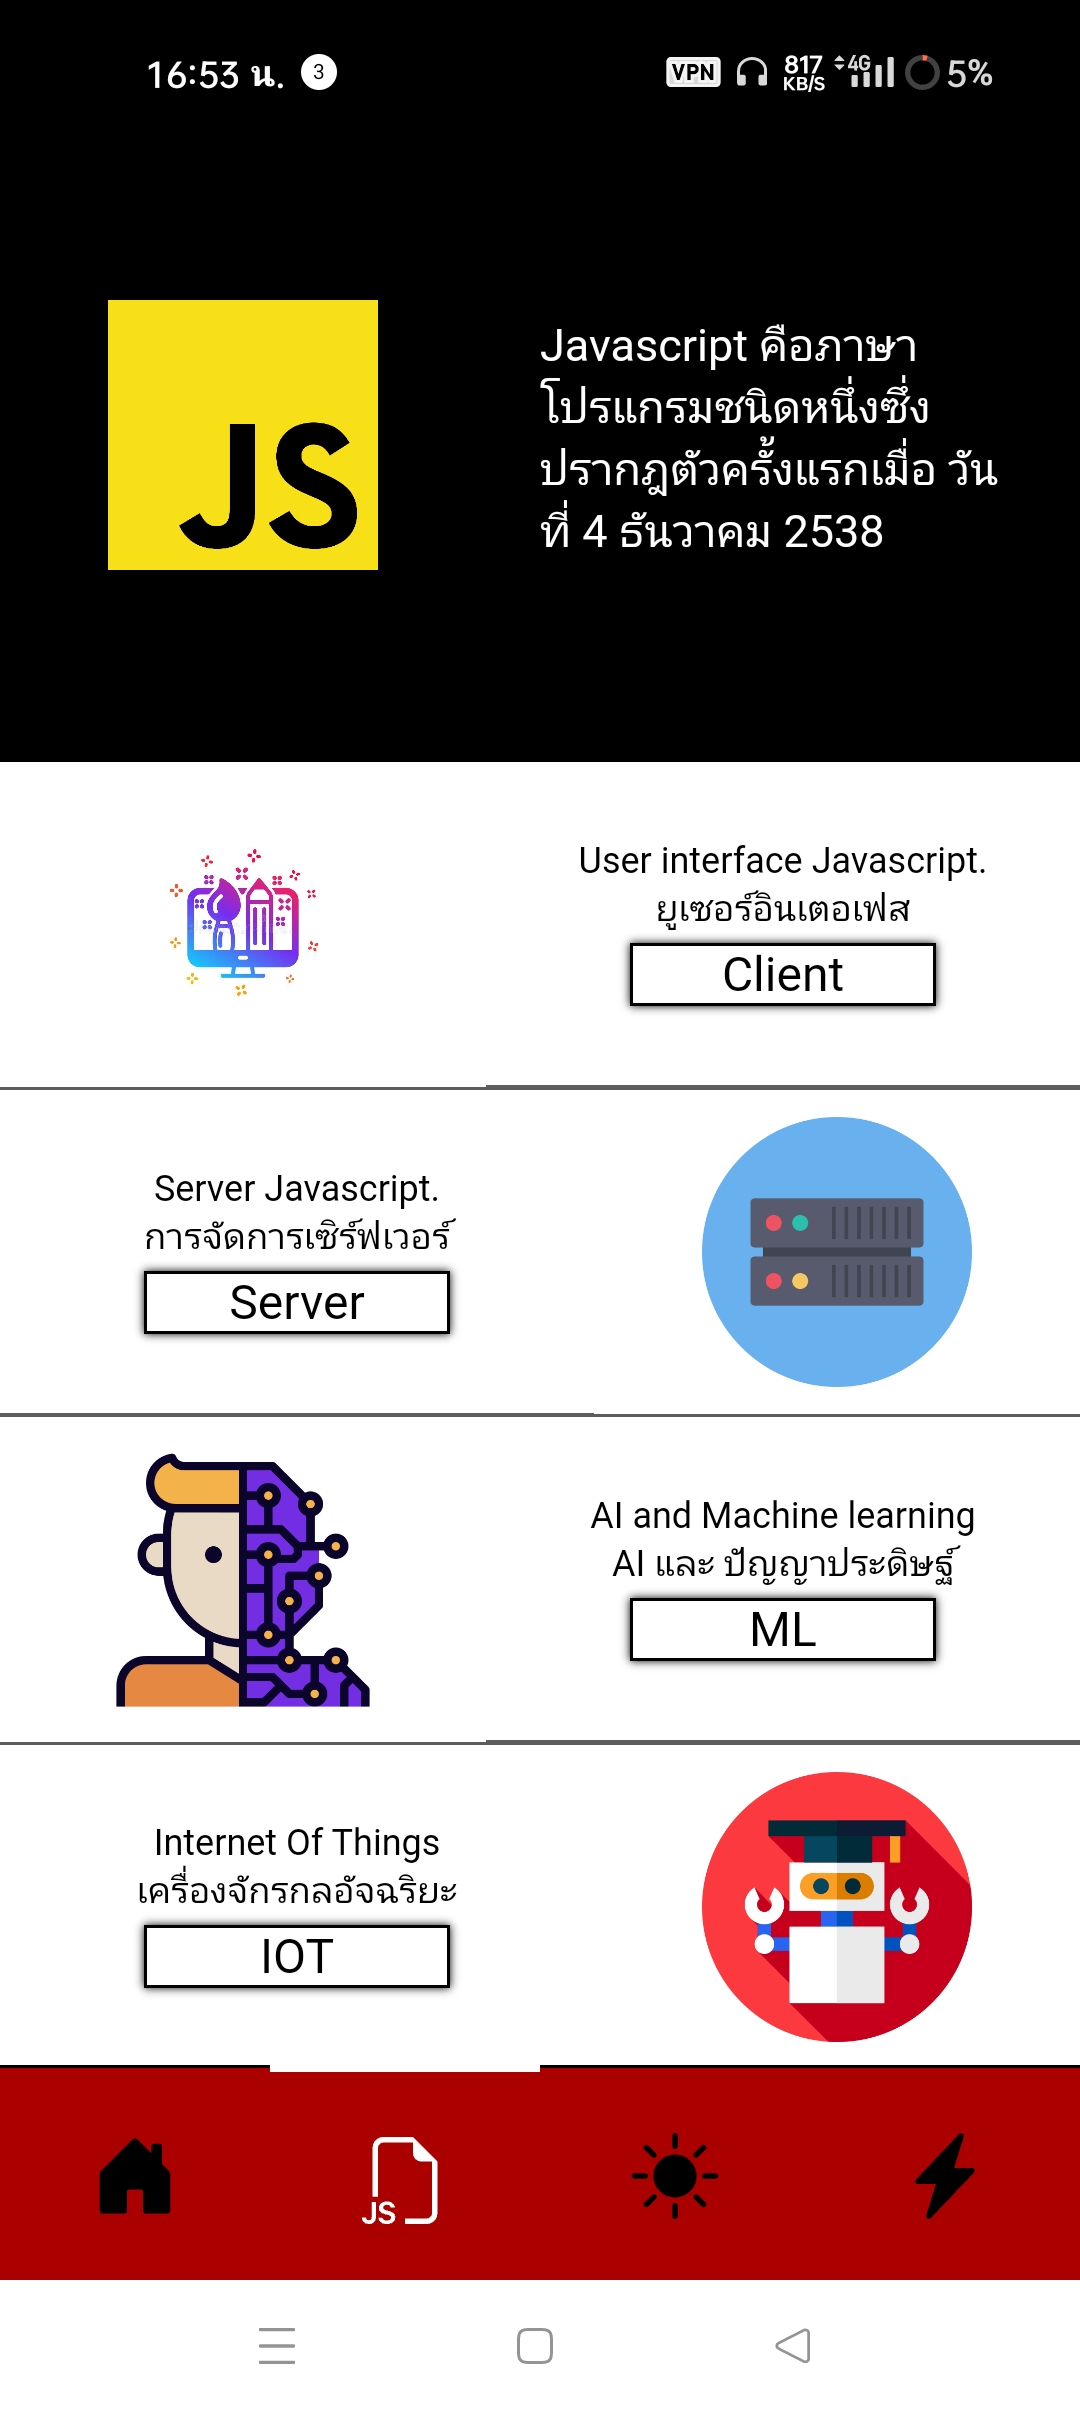 16:53 น. 3 VPN 817 KB/S 4G 5%
JS
Javascript คือภาษา
โปรแกรมชนิดหนึ่งซึ่ง
ปรากฎตัวครั้งแรกเมื่อ วัน
ที่ 4 ธันวาคม 2538
User interface Javascript.
ยูเซอร์อินเตอเฟส
Client
Server Javascript.
การจัดการเซิร์ฟเวอร์
Server
AI and Machine learning
AI และ ปัญญาประดิษฐ์
ML
Internet Of Things
เครื่องจักรกลอัจฉริยะ
IOT
JS